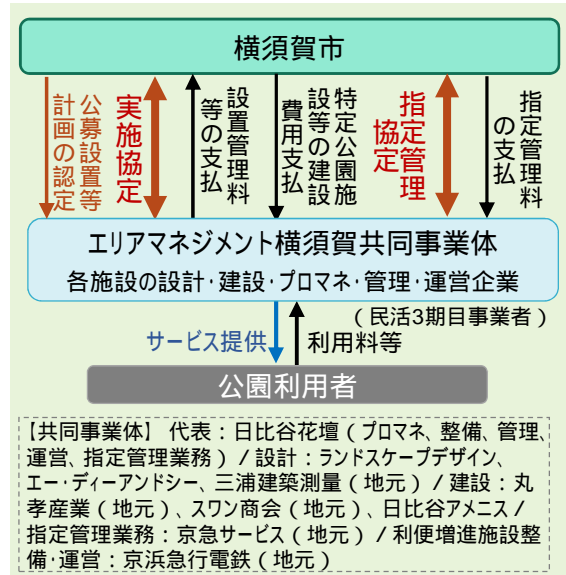 横須賀市
公募設置等
計画の認定
実施協定
設置管理料
等の支払
特定公園施
設等の建設
費用支払
指定管理
協定
指定管理料
の支払
エリアマネジメント横須賀共同事業体
各施設の設計・建設・プロマネ・管理・運営企業
（民活3期目事業者）
サービス提供
利用料等
公園利用者
【共同事業体】 代表：日比谷花壇（プロマネ、整備、管理、
運営、指定管理業務）/ 設計：ランドスケープデザイン、
エー・ディーアンドシー、三浦建築測量（地元）/ 建設：丸
孝産業（地元）、スワン商会（地元）、日比谷アメニス /
指定管理業務：京急サービス（地元）/ 利便増進施設整
備・運営：京浜急行電鉄（地元）